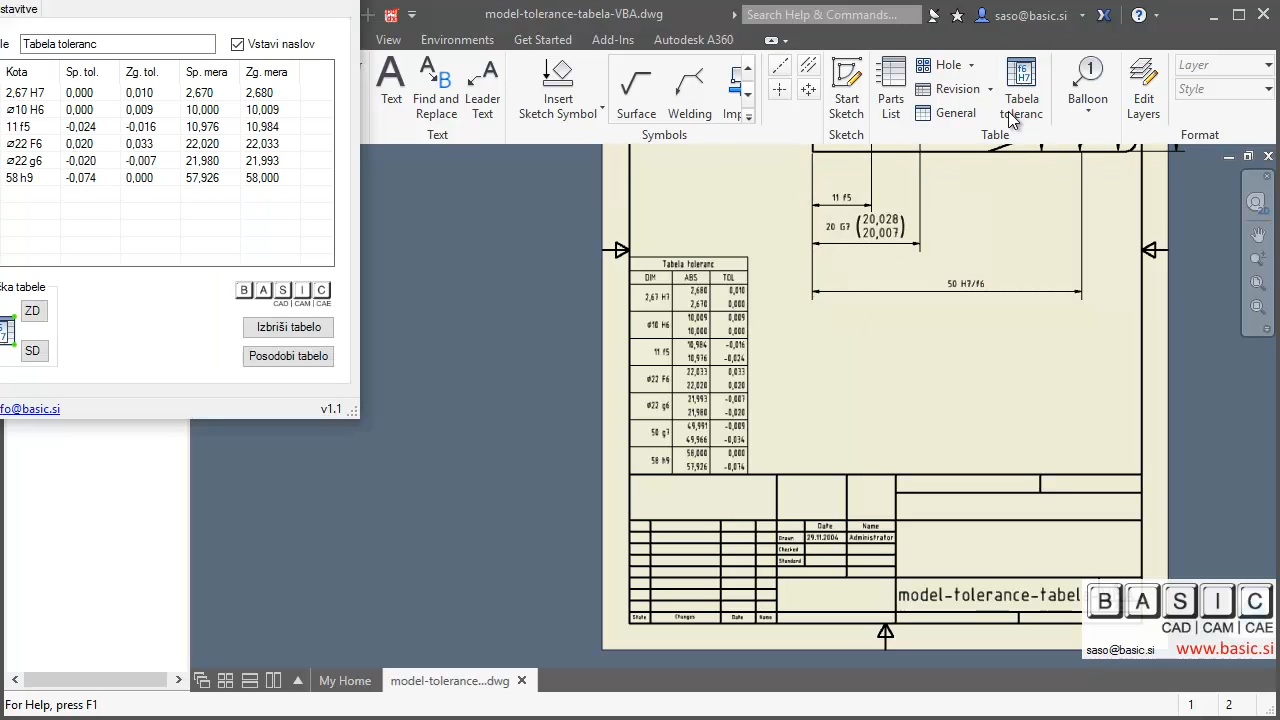 stavitve
Tabela toleranc
Vstavi naslov
Kota Sp. tol. Zg. tol. Sp. mera Zg. mera
2,67 H7 0,000 0,010 2,670 2,680
⌀10 H6 0,000 0,009 10,000 10,009
11 f5 -0,024 -0,016 10,976 10,984
⌀22 F6 0,020 0,033 22,020 22,033
⌀22 g6 -0,020 -0,007 21,980 21,993
58 h9 -0,074 0,000 57,926 58,000
ka tabele
ZD
SD
BASIC
CAD | CAM | CAE
Izbriši tabelo
Posodobi tabelo
fo@basic.si
v1.1
model-tolerance-tabela-VBA.dwg
Search Help & Commands...
saso@basic.si
View Environments Get Started Add-Ins Autodesk A360
Text
Find and Replace
Leader Text
Text
Insert Sketch Symbol
Surface
Welding
Symbols
Start Sketch
Sketch
Parts List
Hole
Revision
General
Tabela toleranc
Table
Balloon
Edit Layers
Layer
Style
Format
11 f5
20 G7 (20,028
20,007)
50 H7/f6
Tabela toleranc
DIM ABS TOL
2,67 H7 2,680 0,010
2,670 0,000
⌀10 H6 10,009 0,009
10,000 0,000
11 f5 10,984 -0,016
10,976 -0,024
⌀22 F6 22,033 0,033
22,020 0,020
⌀22 g6 21,993 -0,007
21,980 -0,020
50 g7 49,991 -0,009
49,966 -0,034
58 h9 58,000 0,000
57,926 -0,074
Date Name
Drawn 29.11.2004 Administrator
Checked
Standard
model-tolerance-tabel
State Changes Date Name
BASIC
CAD | CAM | CAE
saso@basic.si www.basic.si
My Home
model-tolerance...dwg
For Help, press F1
1 2